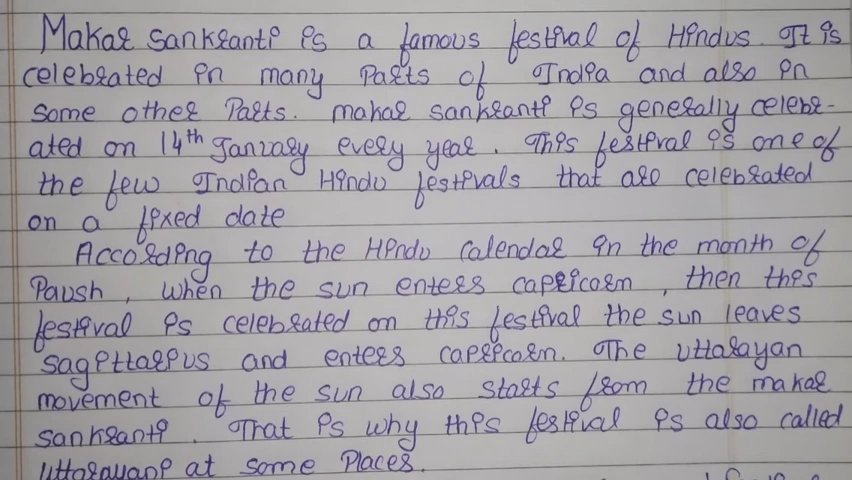 Makar sankranti is a famous festival of Hindus. It is
celebrated in many Parts of India and also in
some other Parts. makar sankranti is generally celebr-
ated on 14th January every year. This festival is one of
the few Indian Hindu festivals that are celebrated
on a fixed date
According to the Hindu calendar in the month of
Paush, when the sun enters capricorn, then this
festival is celebrated on this festival the sun leaves
sagittarius and enters capricorn. The uttarayan
movement of the sun also starts from the makar
sankranti. That is why this festival is also called
uttarayani at some Places.